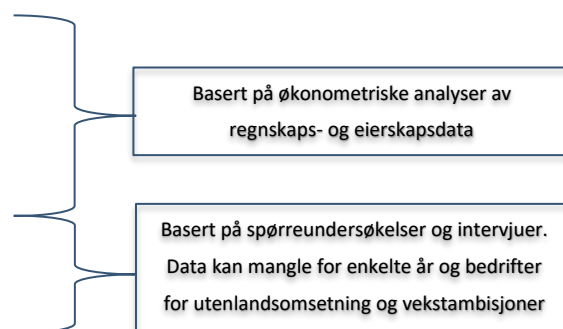 Basert på økonometriske analyser av
regnskaps- og eierskapsdata
Basert på spørreundersøkelser og intervjuer.
Data kan mangle for enkelte år og bedrifter
for utenlandsomsetning og vekstambisjoner